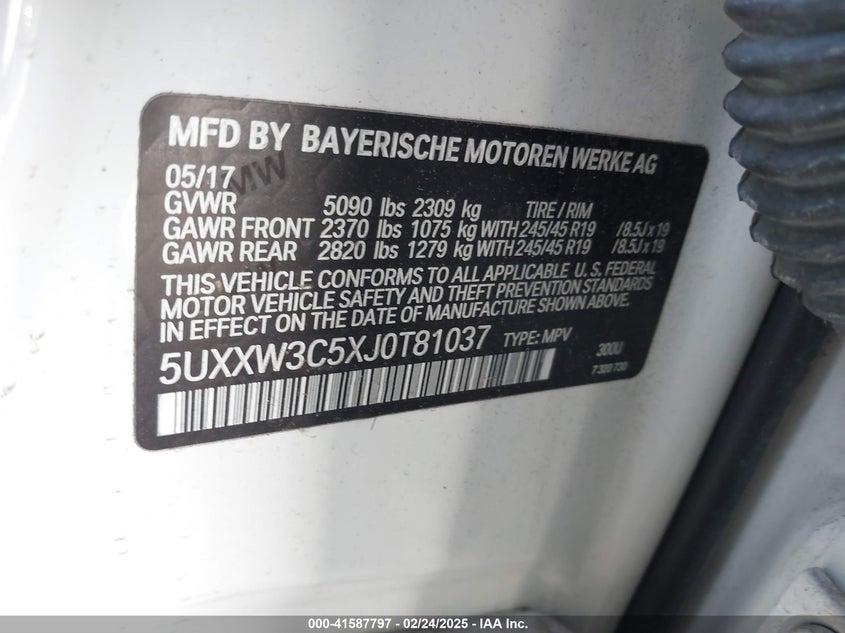 MFD BY BAYERISCHE MOTOREN WERKE AG
05/17
GVWR 5090 lbs 2309 kg TIRE / RIM
GAWR FRONT 2370 lbs 1075 kg WITH 245/45 R19 /8.5J x 19
GAWR REAR 2820 lbs 1279 kg WITH 245/45 R19 /8.5J x 19
THIS VEHICLE CONFORMS TO ALL APPLICABLE U.S. FEDERAL
MOTOR VEHICLE SAFETY AND THEFT PREVENTION STANDARDS
IN EFFECT ON THE DATE OF MANUFACTURE SHOWN ABOVE.
5UXXW3C5XJ0T81037 TYPE: MPV 300U
7 320 730
000-41587797 - 02/24/2025 - IAA Inc.